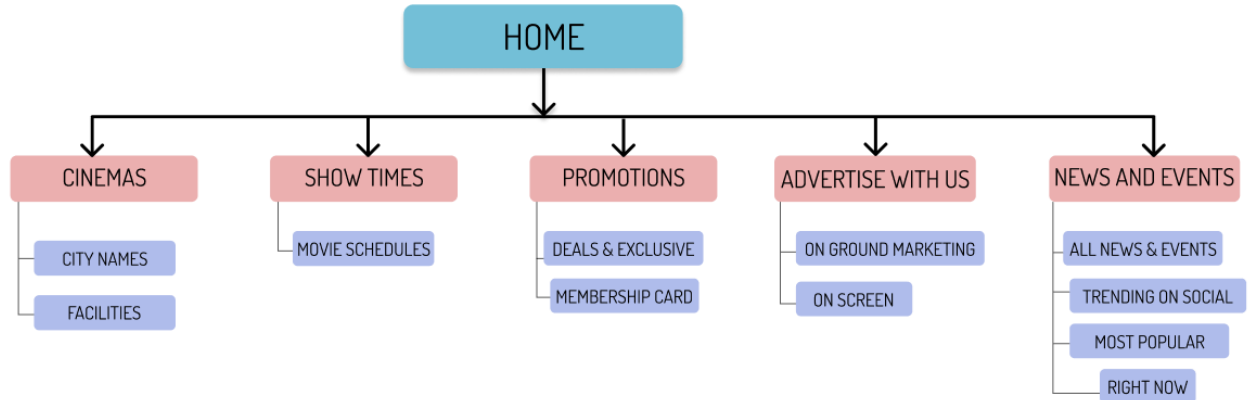 HOME
CINEMAS
SHOW TIMES
PROMOTIONS
ADVERTISE WITH US
NEWS AND EVENTS
CITY NAMES
FACILITIES
MOVIE SCHEDULES
DEALS & EXCLUSIVE
MEMBERSHIP CARD
ON GROUND MARKETING
ON SCREEN
ALL NEWS & EVENTS
TRENDING ON SOCIAL
MOST POPULAR
RIGHT NOW